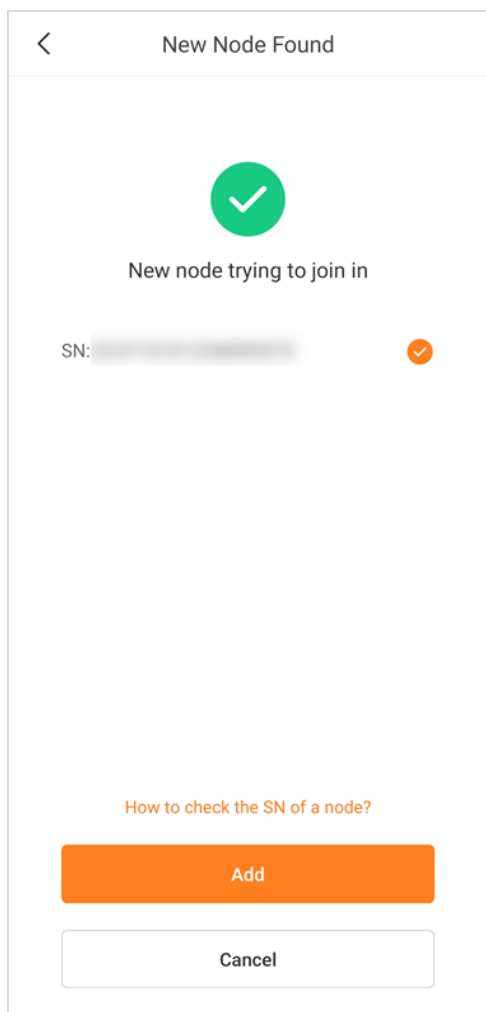 New Node Found
New node trying to join in
SN:
How to check the SN of a node?
Add
Cancel